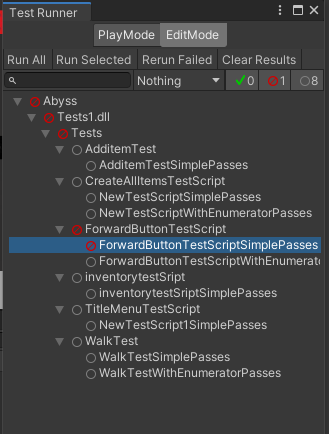 Test Runner
PlayMode EditMode
Run All Run Selected Rerun Failed Clear Results
Nothing 0 1 8
Abyss
Tests1.dll
Tests
AdditemTest
AdditemTestSimplePasses
CreateAllItemsTestScript
NewTestScriptSimplePasses
NewTestScriptWithEnumeratorPasses
ForwardButtonTestScript
ForwardButtonTestScriptSimplePasses
ForwardButtonTestScriptWithEnumerat
inventorytestSript
inventorytestSriptSimplePasses
TitleMenuTestScript
NewTestScript1SimplePasses
WalkTest
WalkTestSimplePasses
WalkTestWithEnumeratorPasses